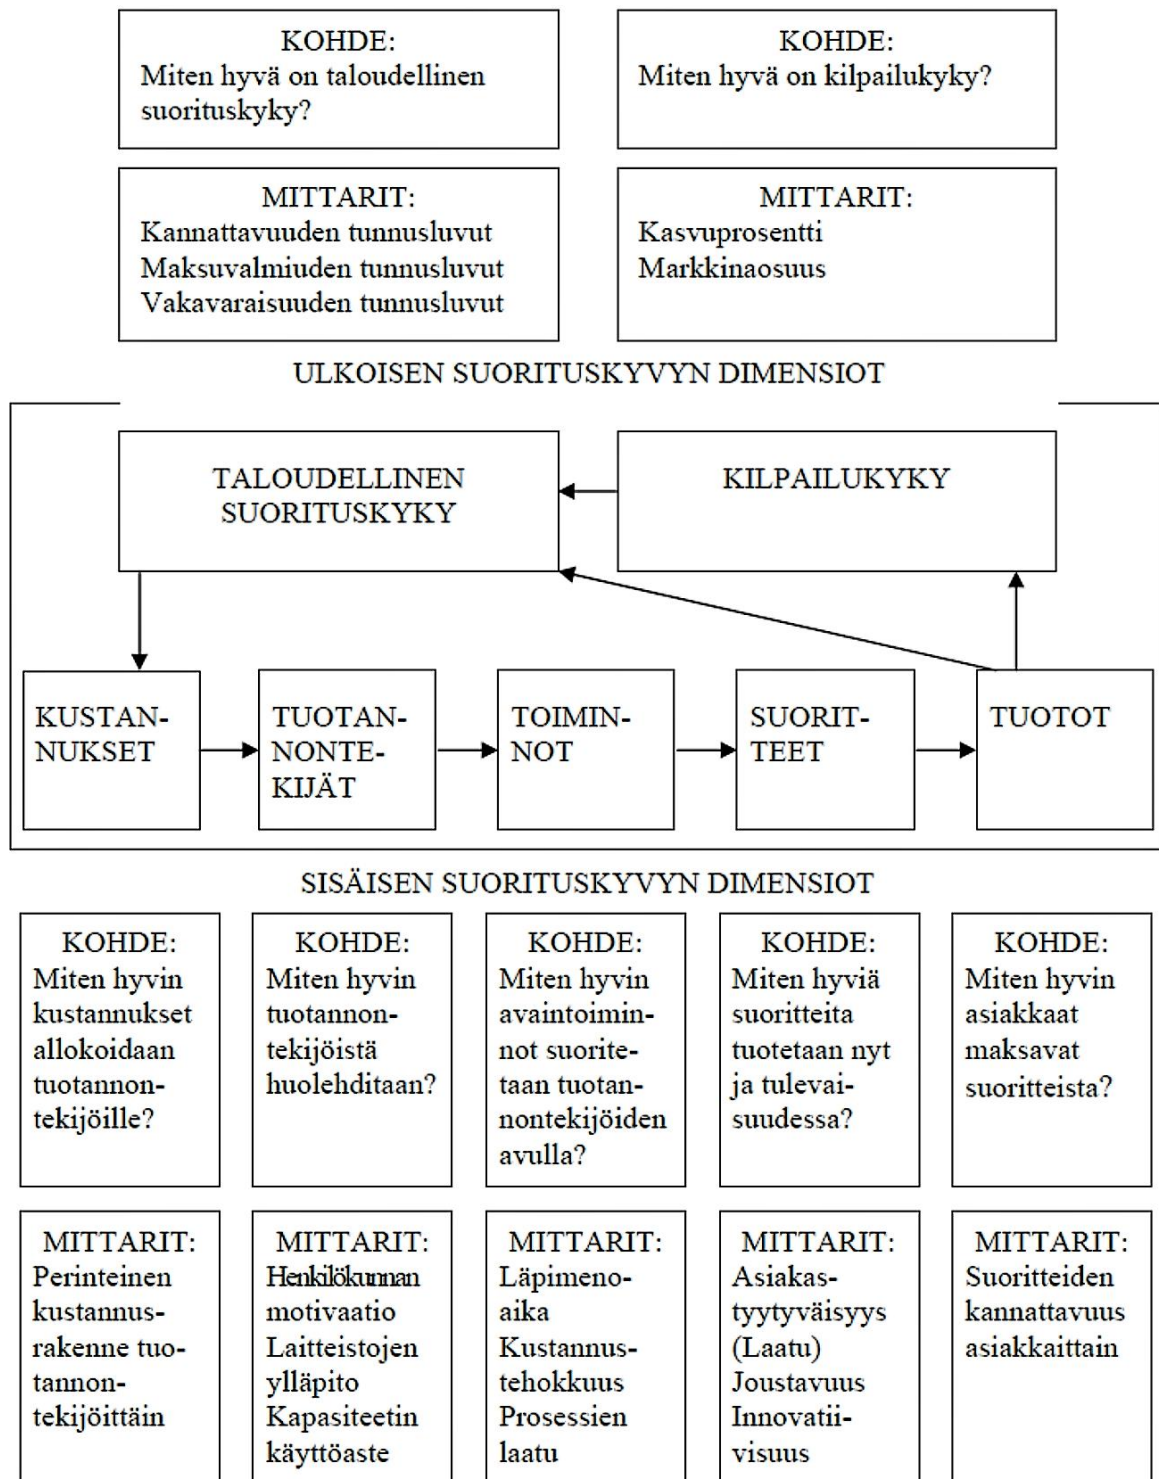 KOHDE:
Miten hyvä on taloudellinen
suorituskyky?
KOHDE:
Miten hyvä on kilpailukyky?
MITTARIT:
Kannattavuuden tunnusluvut
Maksuvalmiuden tunnusluvut
Vakavaraisuuden tunnusluvut
MITTARIT:
Kasvuprosentti
Markkinaosuus
ULKOISEN SUORITUSKYVYN DIMENSIOT
TALOUDELLINEN
SUORITUSKYKY
KILPAILUKYKY
KUSTAN-
NUKSET
TUOTAN-
NONTE-
KIJÄT
TOIMIN-
NOT
SUORIT-
TEET
TUOTOT
SISÄISEN SUORITUSKYVYN DIMENSIOT
KOHDE:
Miten hyvin
kustannukset
allokoidaan
tuotannon-
tekijöille?
KOHDE:
Miten hyvin
tuotannon-
tekijöistä
huolehditaan?
KOHDE:
Miten hyvin
avaintoimin-
not suorite-
taan tuotan-
nontekijöiden
avulla?
KOHDE:
Miten hyviä
suoritteita
tuotetaan nyt
ja tulevai-
suudessa?
KOHDE:
Miten hyvin
asiakkaat
maksavat
suoritteista?
MITTARIT:
Perinteinen
kustannus-
rakenne tuo-
tannon-
tekijöittäin
MITTARIT:
Henkilökunnan
motivaatio
Laitteistojen
ylläpito
Kapasiteetin
käyttöaste
MITTARIT:
Läpimeno-
aika
Kustannus-
tehokkuus
Prosessien
laatu
MITTARIT:
Asiakas-
tyytyväisyys
(Laatu)
Joustavuus
Innovatii-
visuus
MITTARIT:
Suoritteiden
kannattavuus
asiakkaittain